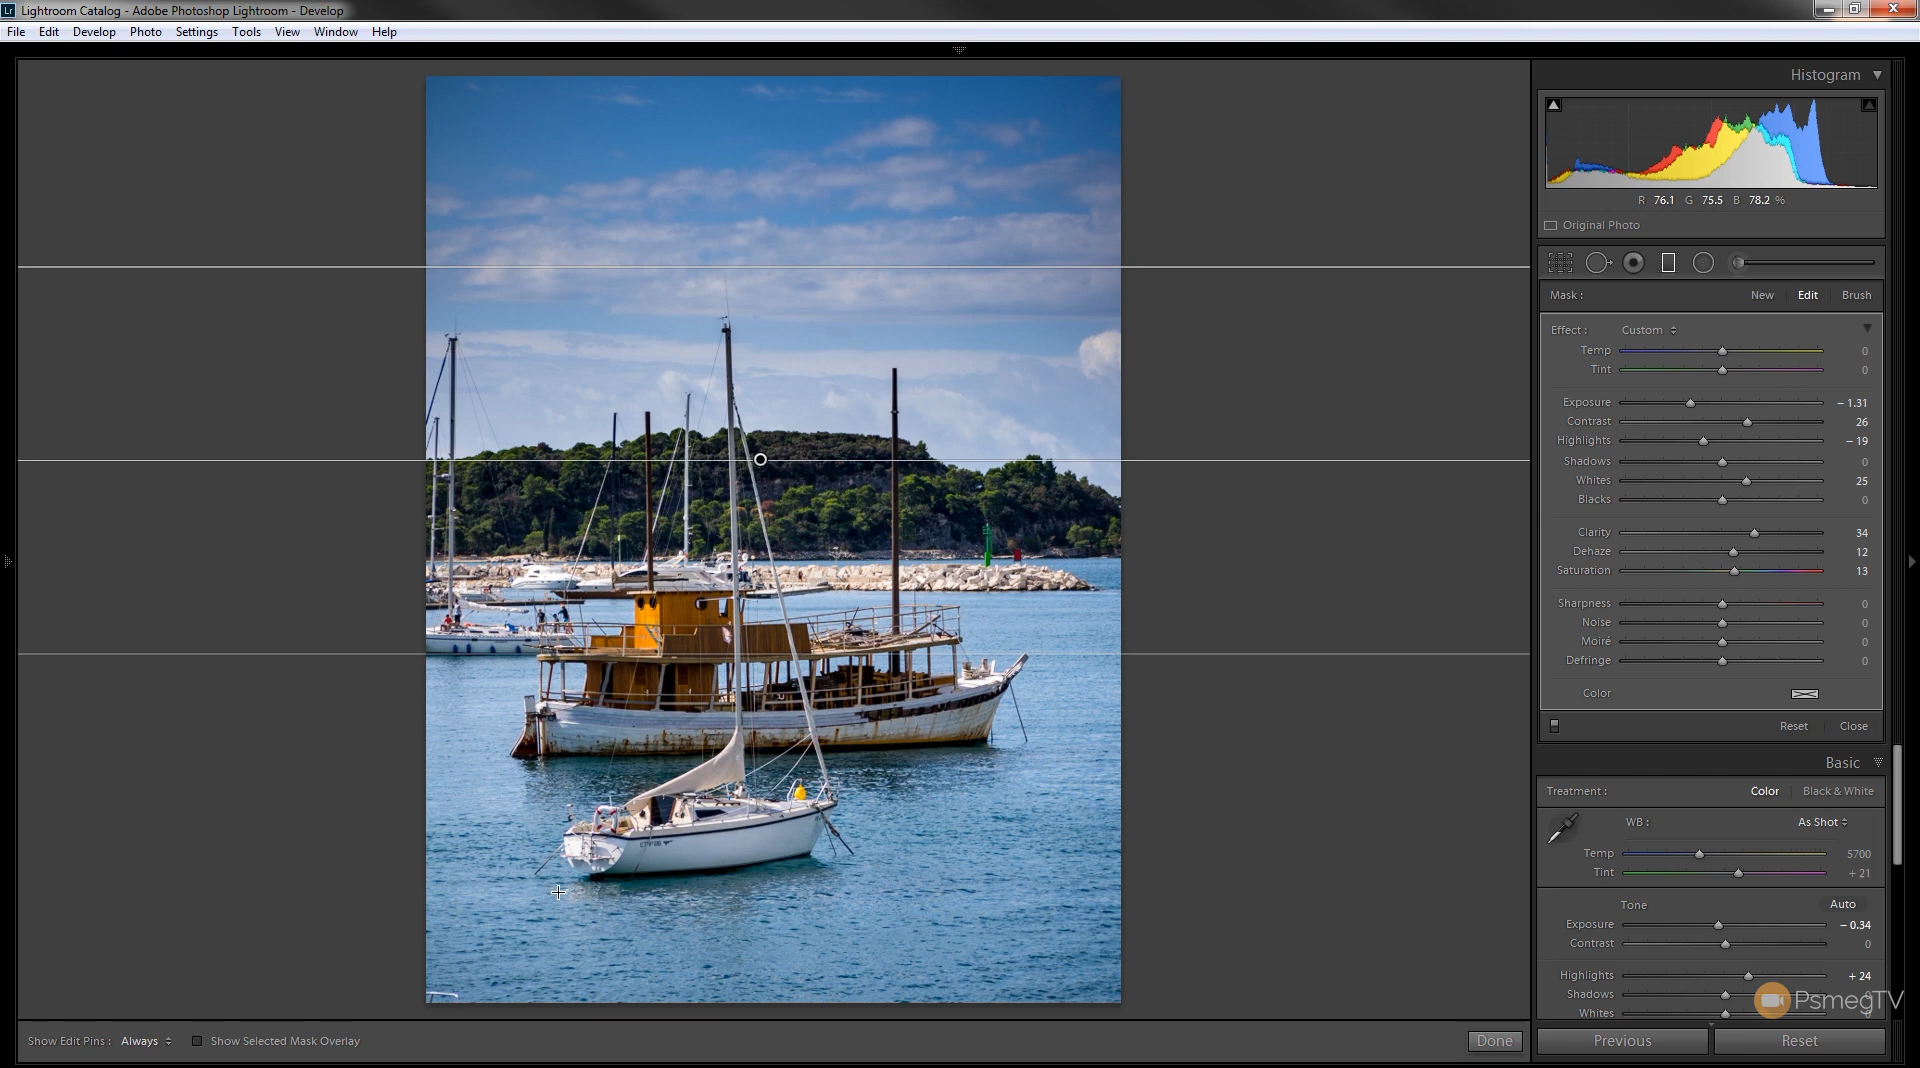 Lightroom Catalog - Adobe Photoshop Lightroom - Develop
File Edit Develop Photo Settings Tools View Window Help
Histogram
R 76.1 G 75.5 B 78.2 %
Original Photo
Mask : New Edit Brush
Effect : Custom
Temp 0
Tint 0
Exposure – 1.31
Contrast 26
Highlights – 19
Shadows 0
Whites 25
Blacks 0
Clarity 34
Dehaze 12
Saturation 13
Sharpness 0
Noise 0
Moiré 0
Defringe 0
Color
Reset Close
Basic
Treatment : Color Black & White
WB : As Shot
Temp 5700
Tint + 21
Tone Auto
Exposure – 0.34
Contrast 0
Highlights + 24
Shadows
Whites
PsmegTV
Show Edit Pins : Always Show Selected Mask Overlay
Done
Previous Reset